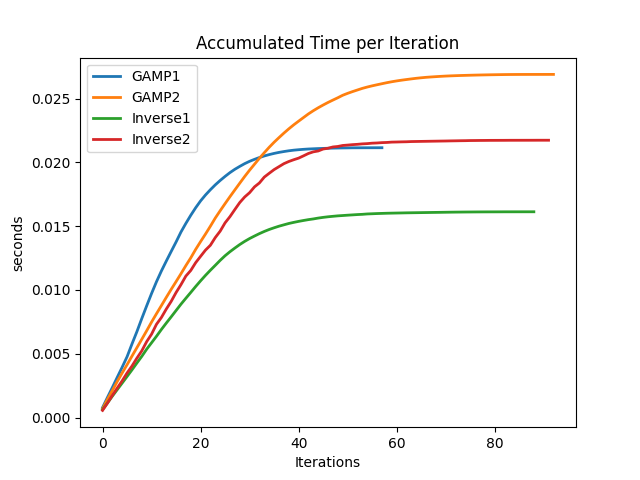 Accumulated Time per Iteration
GAMP1
GAMP2
Inverse1
Inverse2
seconds
0.025
0.020
0.015
0.010
0.005
0.000
0 20 40 60 80
Iterations